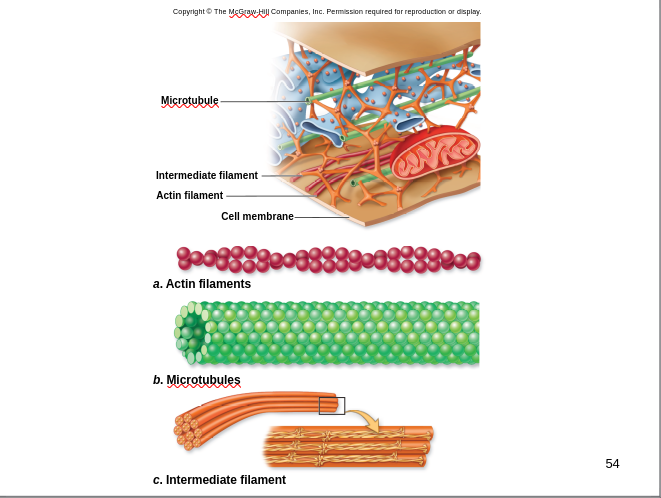 Copyright © The McGraw-Hill Companies, Inc. Permission required for reproduction or display.
Microtubule
Intermediate filament
Actin filament
Cell membrane
a. Actin filaments
b. Microtubules
54
c. Intermediate filament